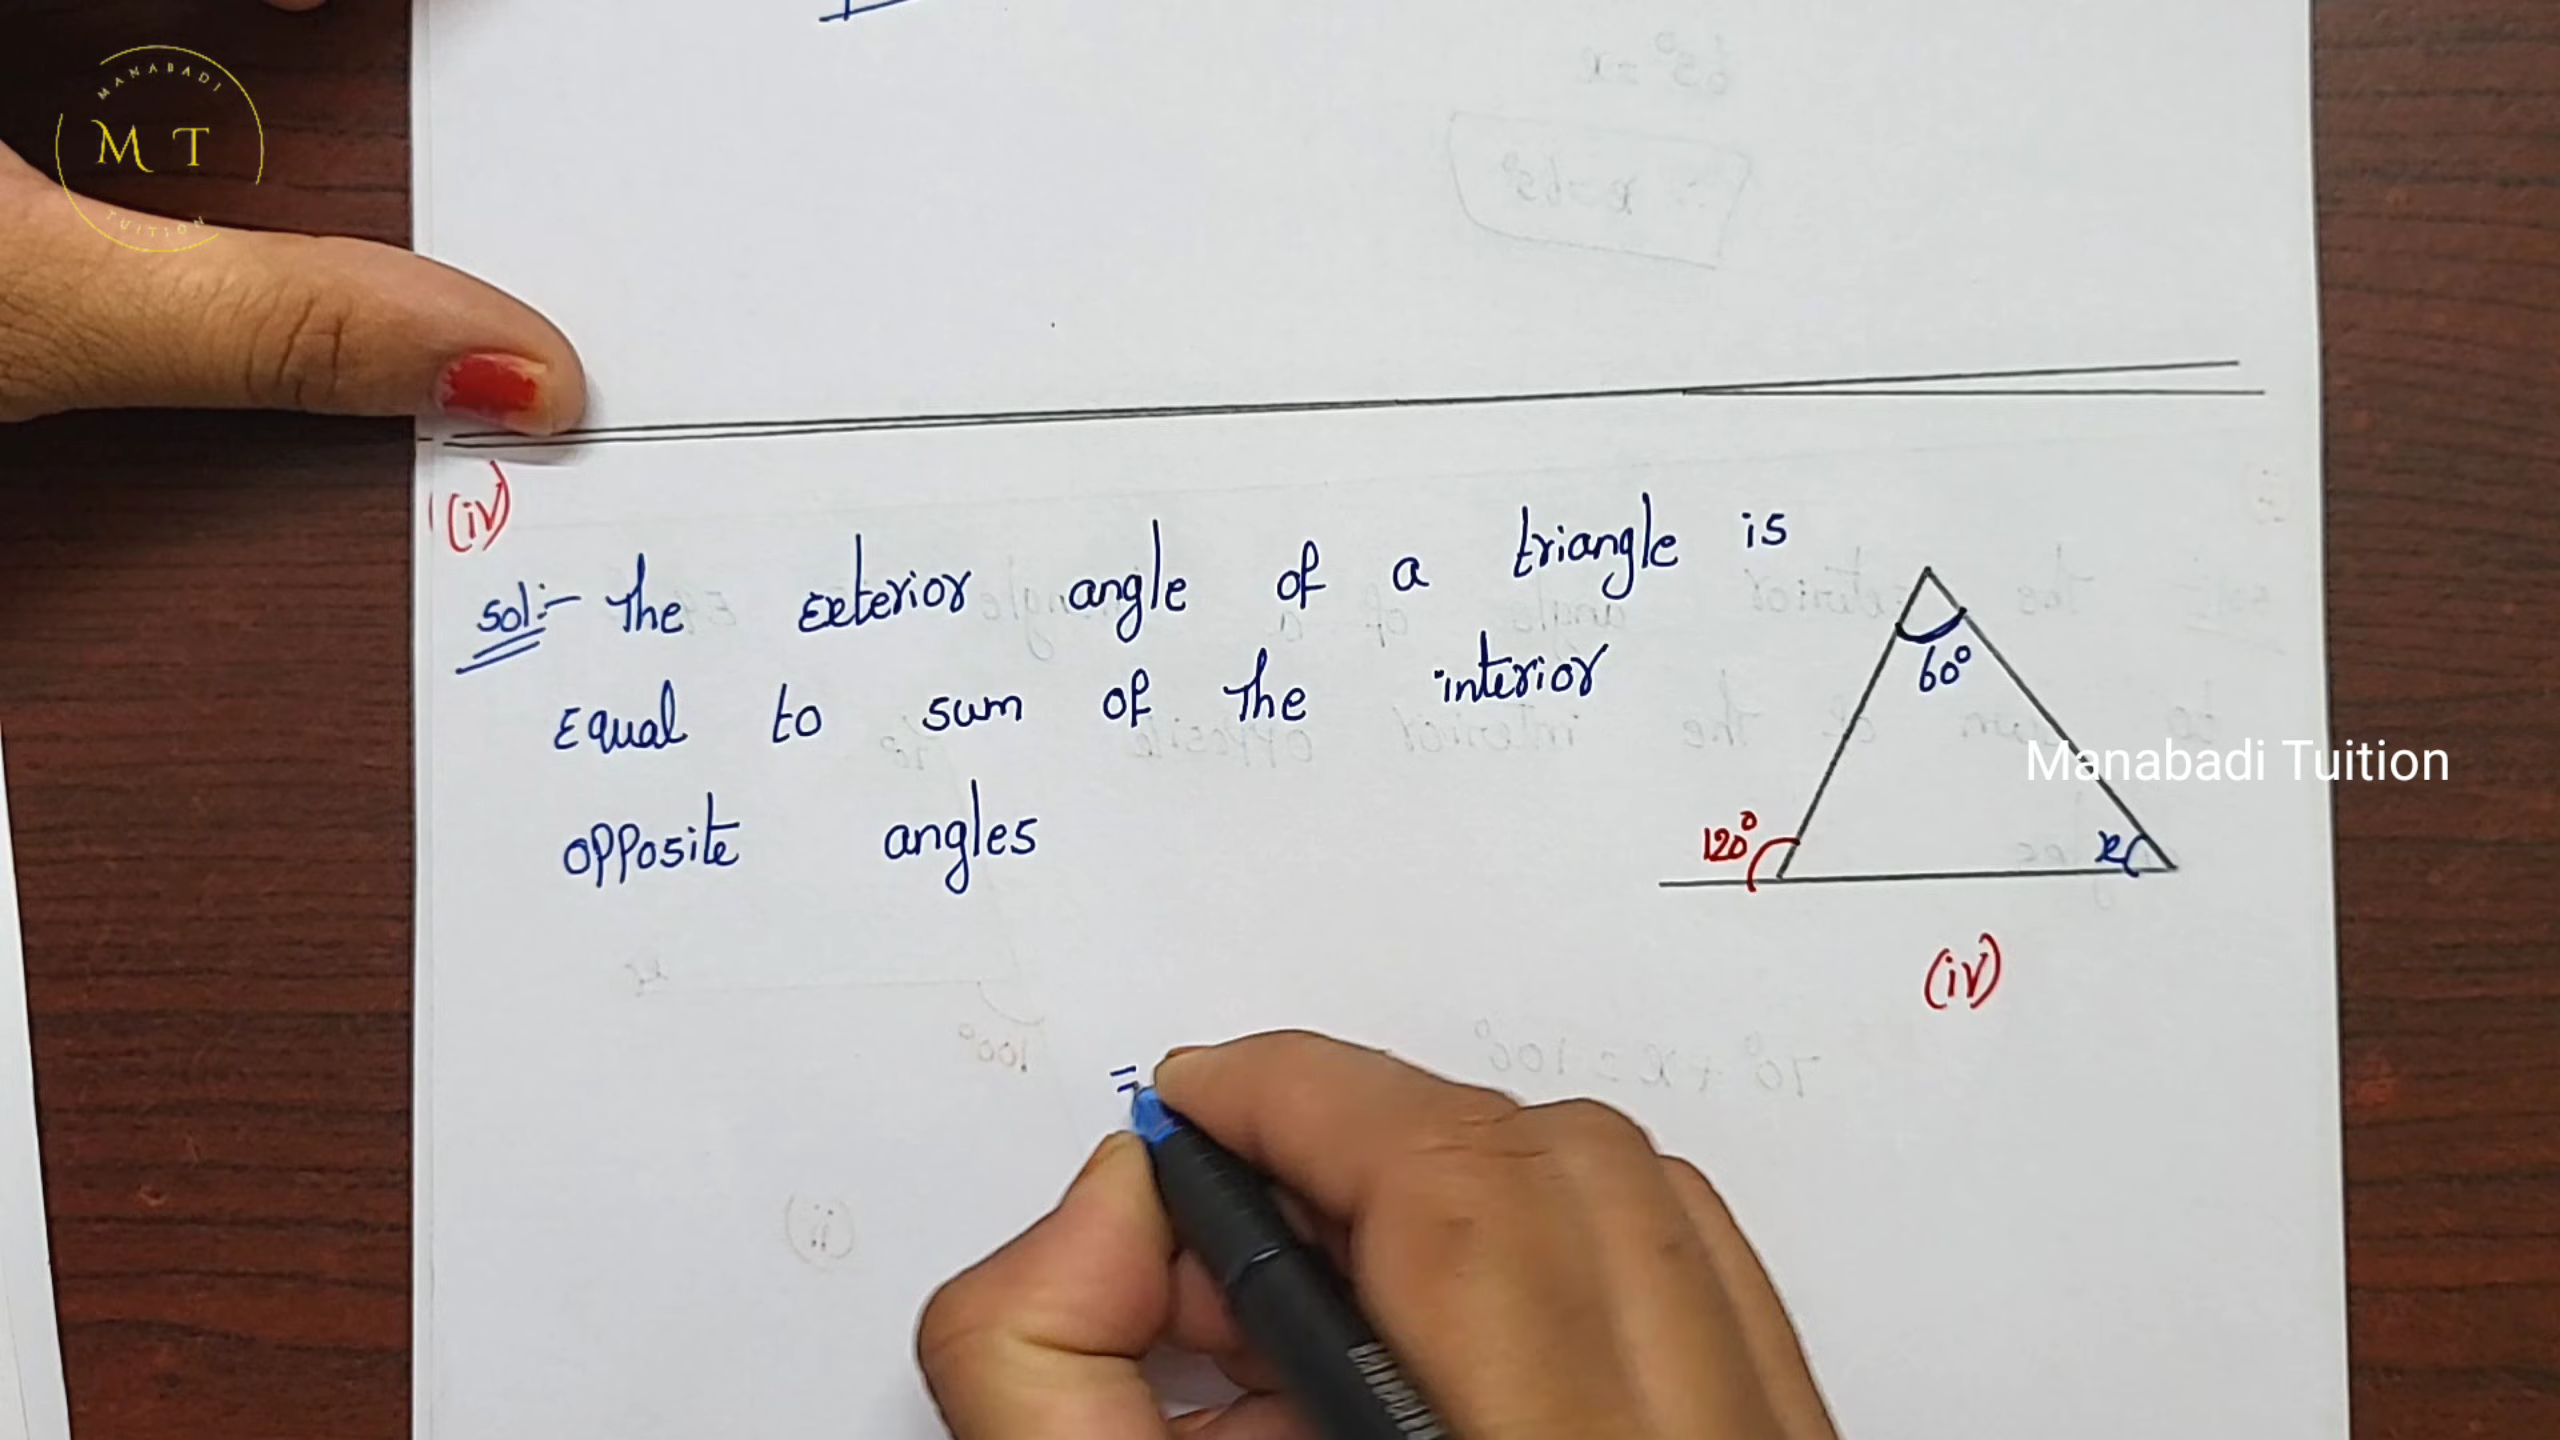 MANABADI
M T
TUITION
(iv)
Sol:- The exterior angle of a triangle is
Equal to sum of the interior
opposite angles
60°
Manabadi Tuition
120°
x
(iv)
=